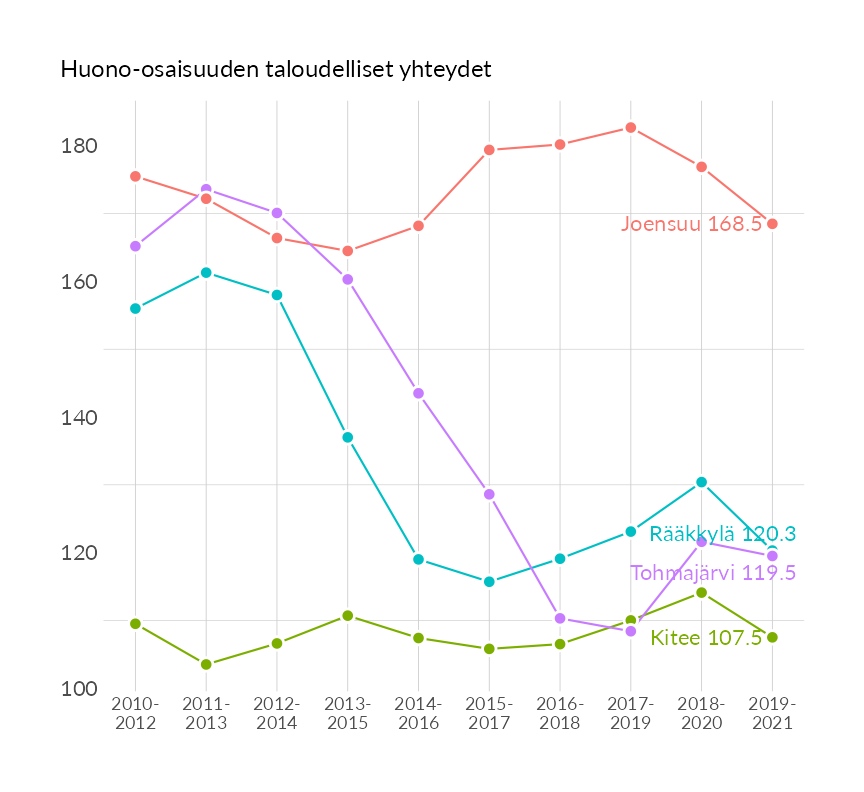 Huono-osaisuuden taloudelliset yhteydet
180
160
140
120
100
Joensuu 168.5
Rääkkylä 120.3
Tohmajärvi 119.5
Kitee 107.5
2010- 2011- 2012- 2013- 2014- 2015- 2016- 2017- 2018- 2019-
2012 2013 2014 2015 2016 2017 2018 2019 2020 2021